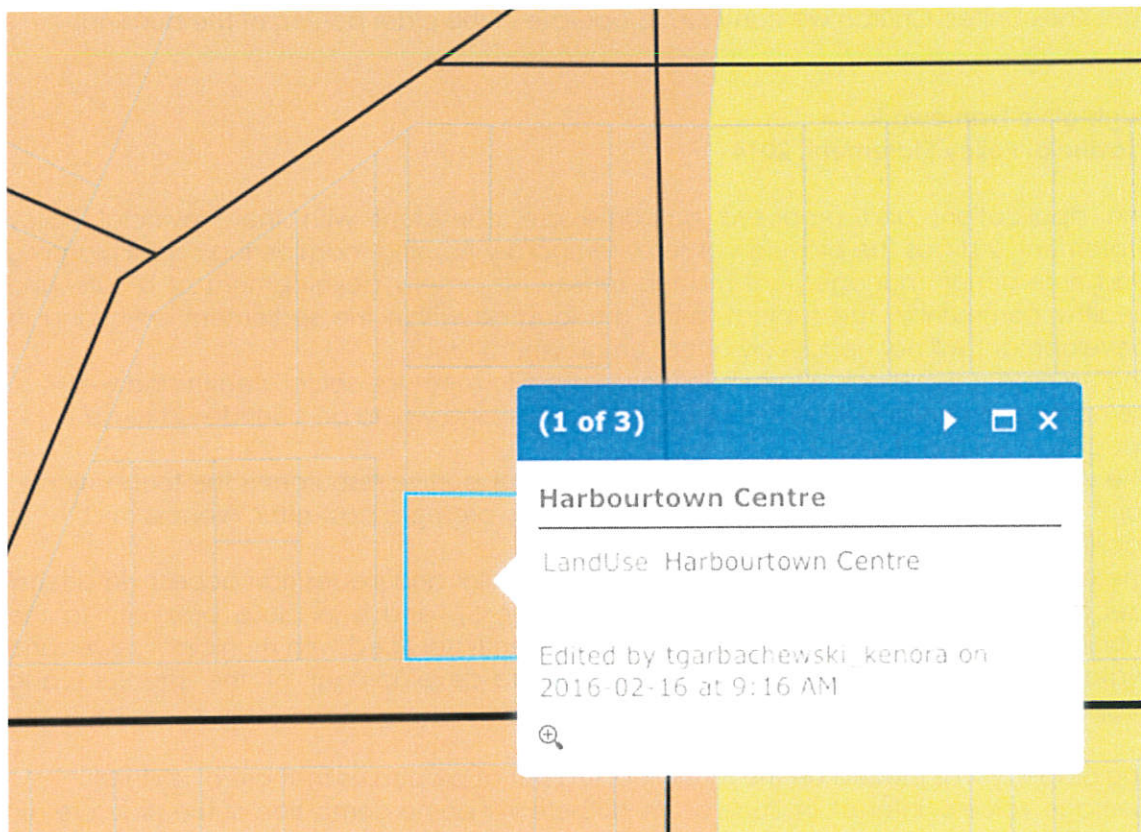 (1 of 3)
Harbourtown Centre
LandUse Harbourtown Centre
Edited by tgarbachewski_kenora on
2016-02-16 at 9:16 AM